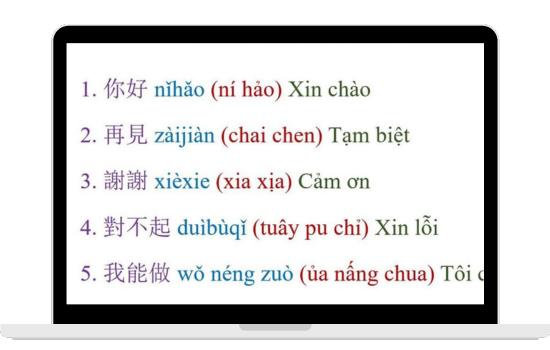 1. 你好 nǐhǎo (ní hảo) Xin chào
2. 再見 zàijiàn (chai chen) Tạm biệt
3. 謝謝 xièxie (xia xịa) Cảm ơn
4. 對不起 duìbùqǐ (tuây pu chỉ) Xin lỗi
5. 我能做 wǒ néng zuò (ủa nấng chua) Tôi